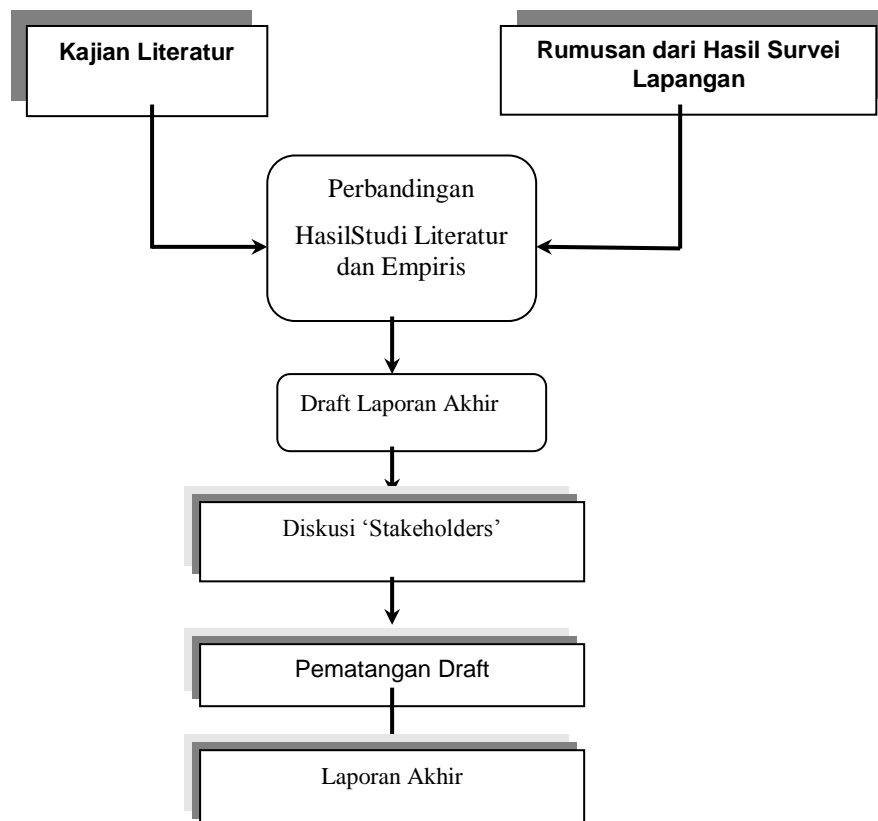 Kajian Literatur
Rumusan dari Hasil Survei
Lapangan
Perbandingan
HasilStudi Literatur
dan Empiris
Draft Laporan Akhir
Diskusi ‘Stakeholders’
Pematangan Draft
Laporan Akhir